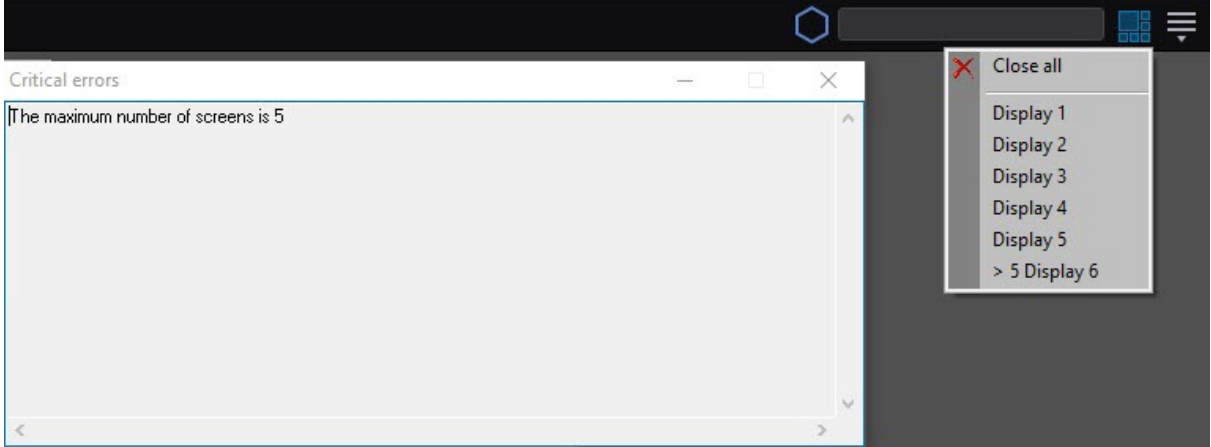 Critical errors
The maximum number of screens is 5
Close all
Display 1
Display 2
Display 3
Display 4
Display 5
> 5 Display 6